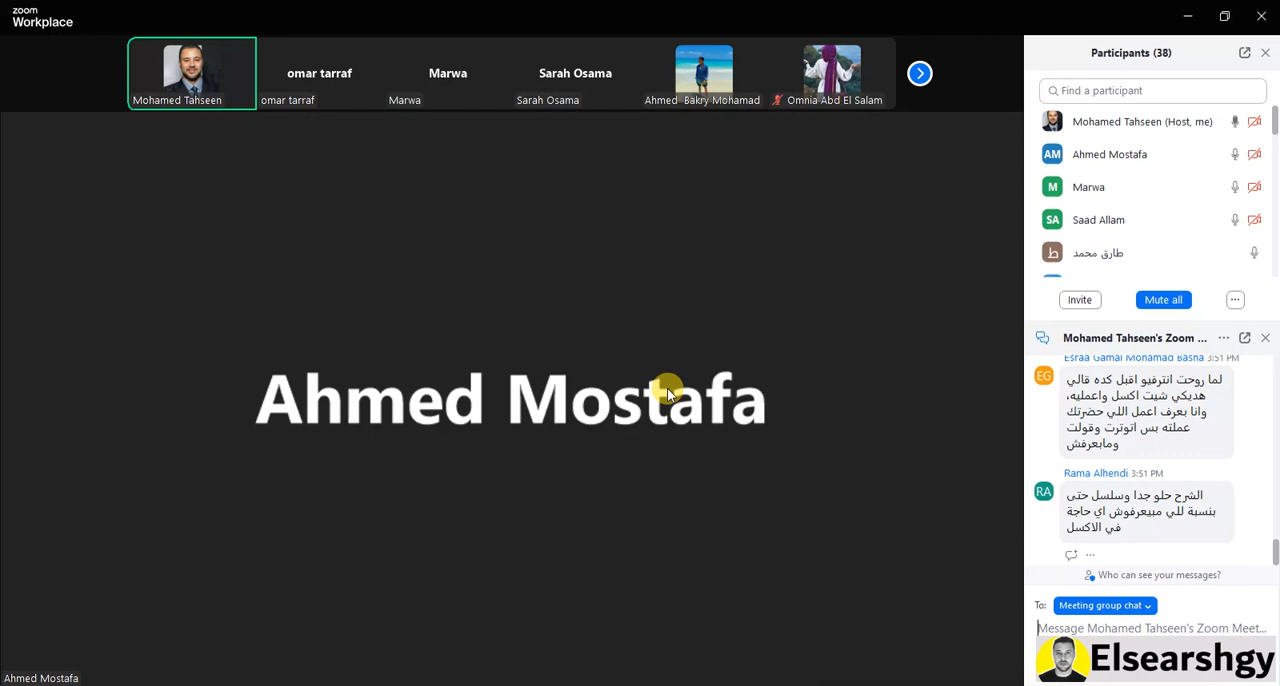 zoom
Workplace
Mohamed Tahseen
omar tarraf
omar tarraf
Marwa
Marwa
Sarah Osama
Sarah Osama
Ahmed Bakry Mohamad
Omnia Abd El Salam
Ahmed Mostafa
Ahmed Mostafa
Participants (38)
Find a participant
Mohamed Tahseen (Host, me)
AM Ahmed Mostafa
M Marwa
SA Saad Allam
ط طارق محمد
Invite Mute all
Mohamed Tahseen's Zoom ...
Esraa Gamal Mohamad Basha 3:51 PM
EG
لما روحت انترفيو اقبل كده قالي
هديكي شيت اكسل واعمليه،
وانا بعرف اعمل اللي حضرتك
عملته بس اتوترت وقولت
ومابعرفش
Rama Alhendi 3:51 PM
RA
الشرح حلو جدا وسلسل حتى
بنسبة للي مبيعرفوش اي حاجة
في الاكسل
Who can see your messages?
To: Meeting group chat
Message Mohamed Tahseen's Zoom Meet...
Elsearshgy